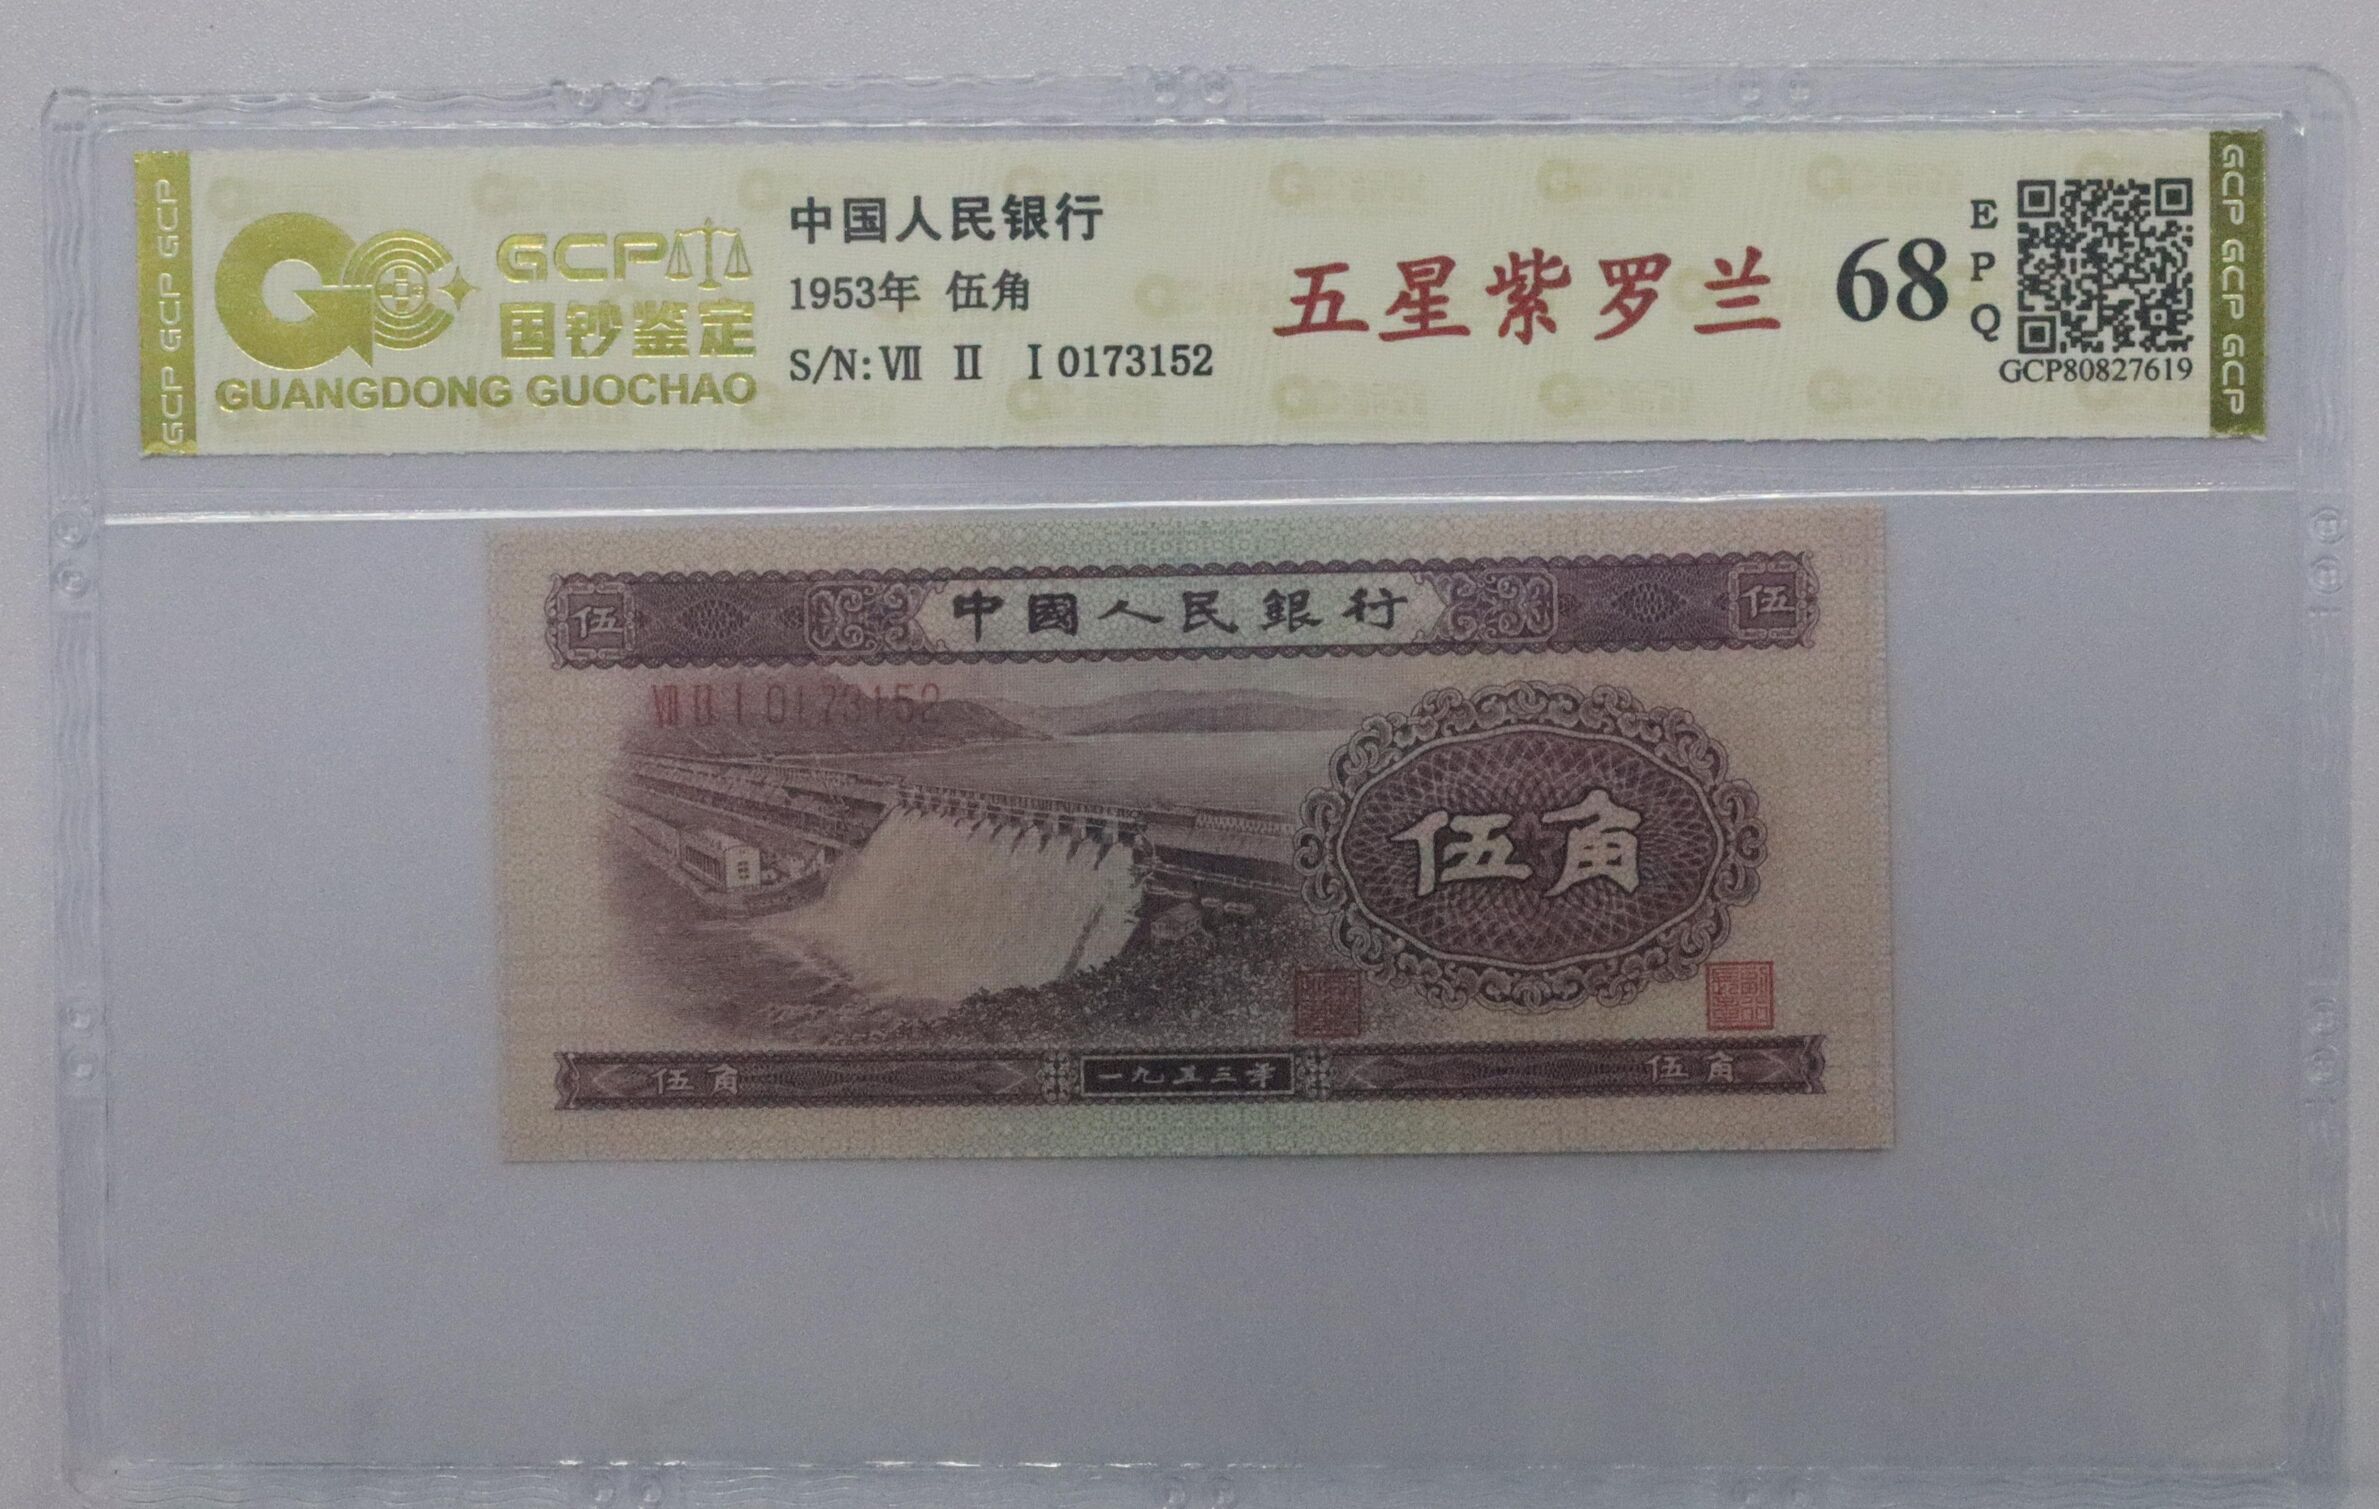 GCP GCP GCP
GCP
国钞鉴定
GUANGDONG GUOCHAO
中国人民银行
1953年 伍角
S/N: Ⅶ Ⅱ Ⅰ 0173152
五星紫罗兰
68
EPQ
GCP80827619
GCP GCP GCP
伍
中國人民銀行
伍
Ⅶ Ⅱ Ⅰ 0173152
伍角
伍角
一九五三年
伍角